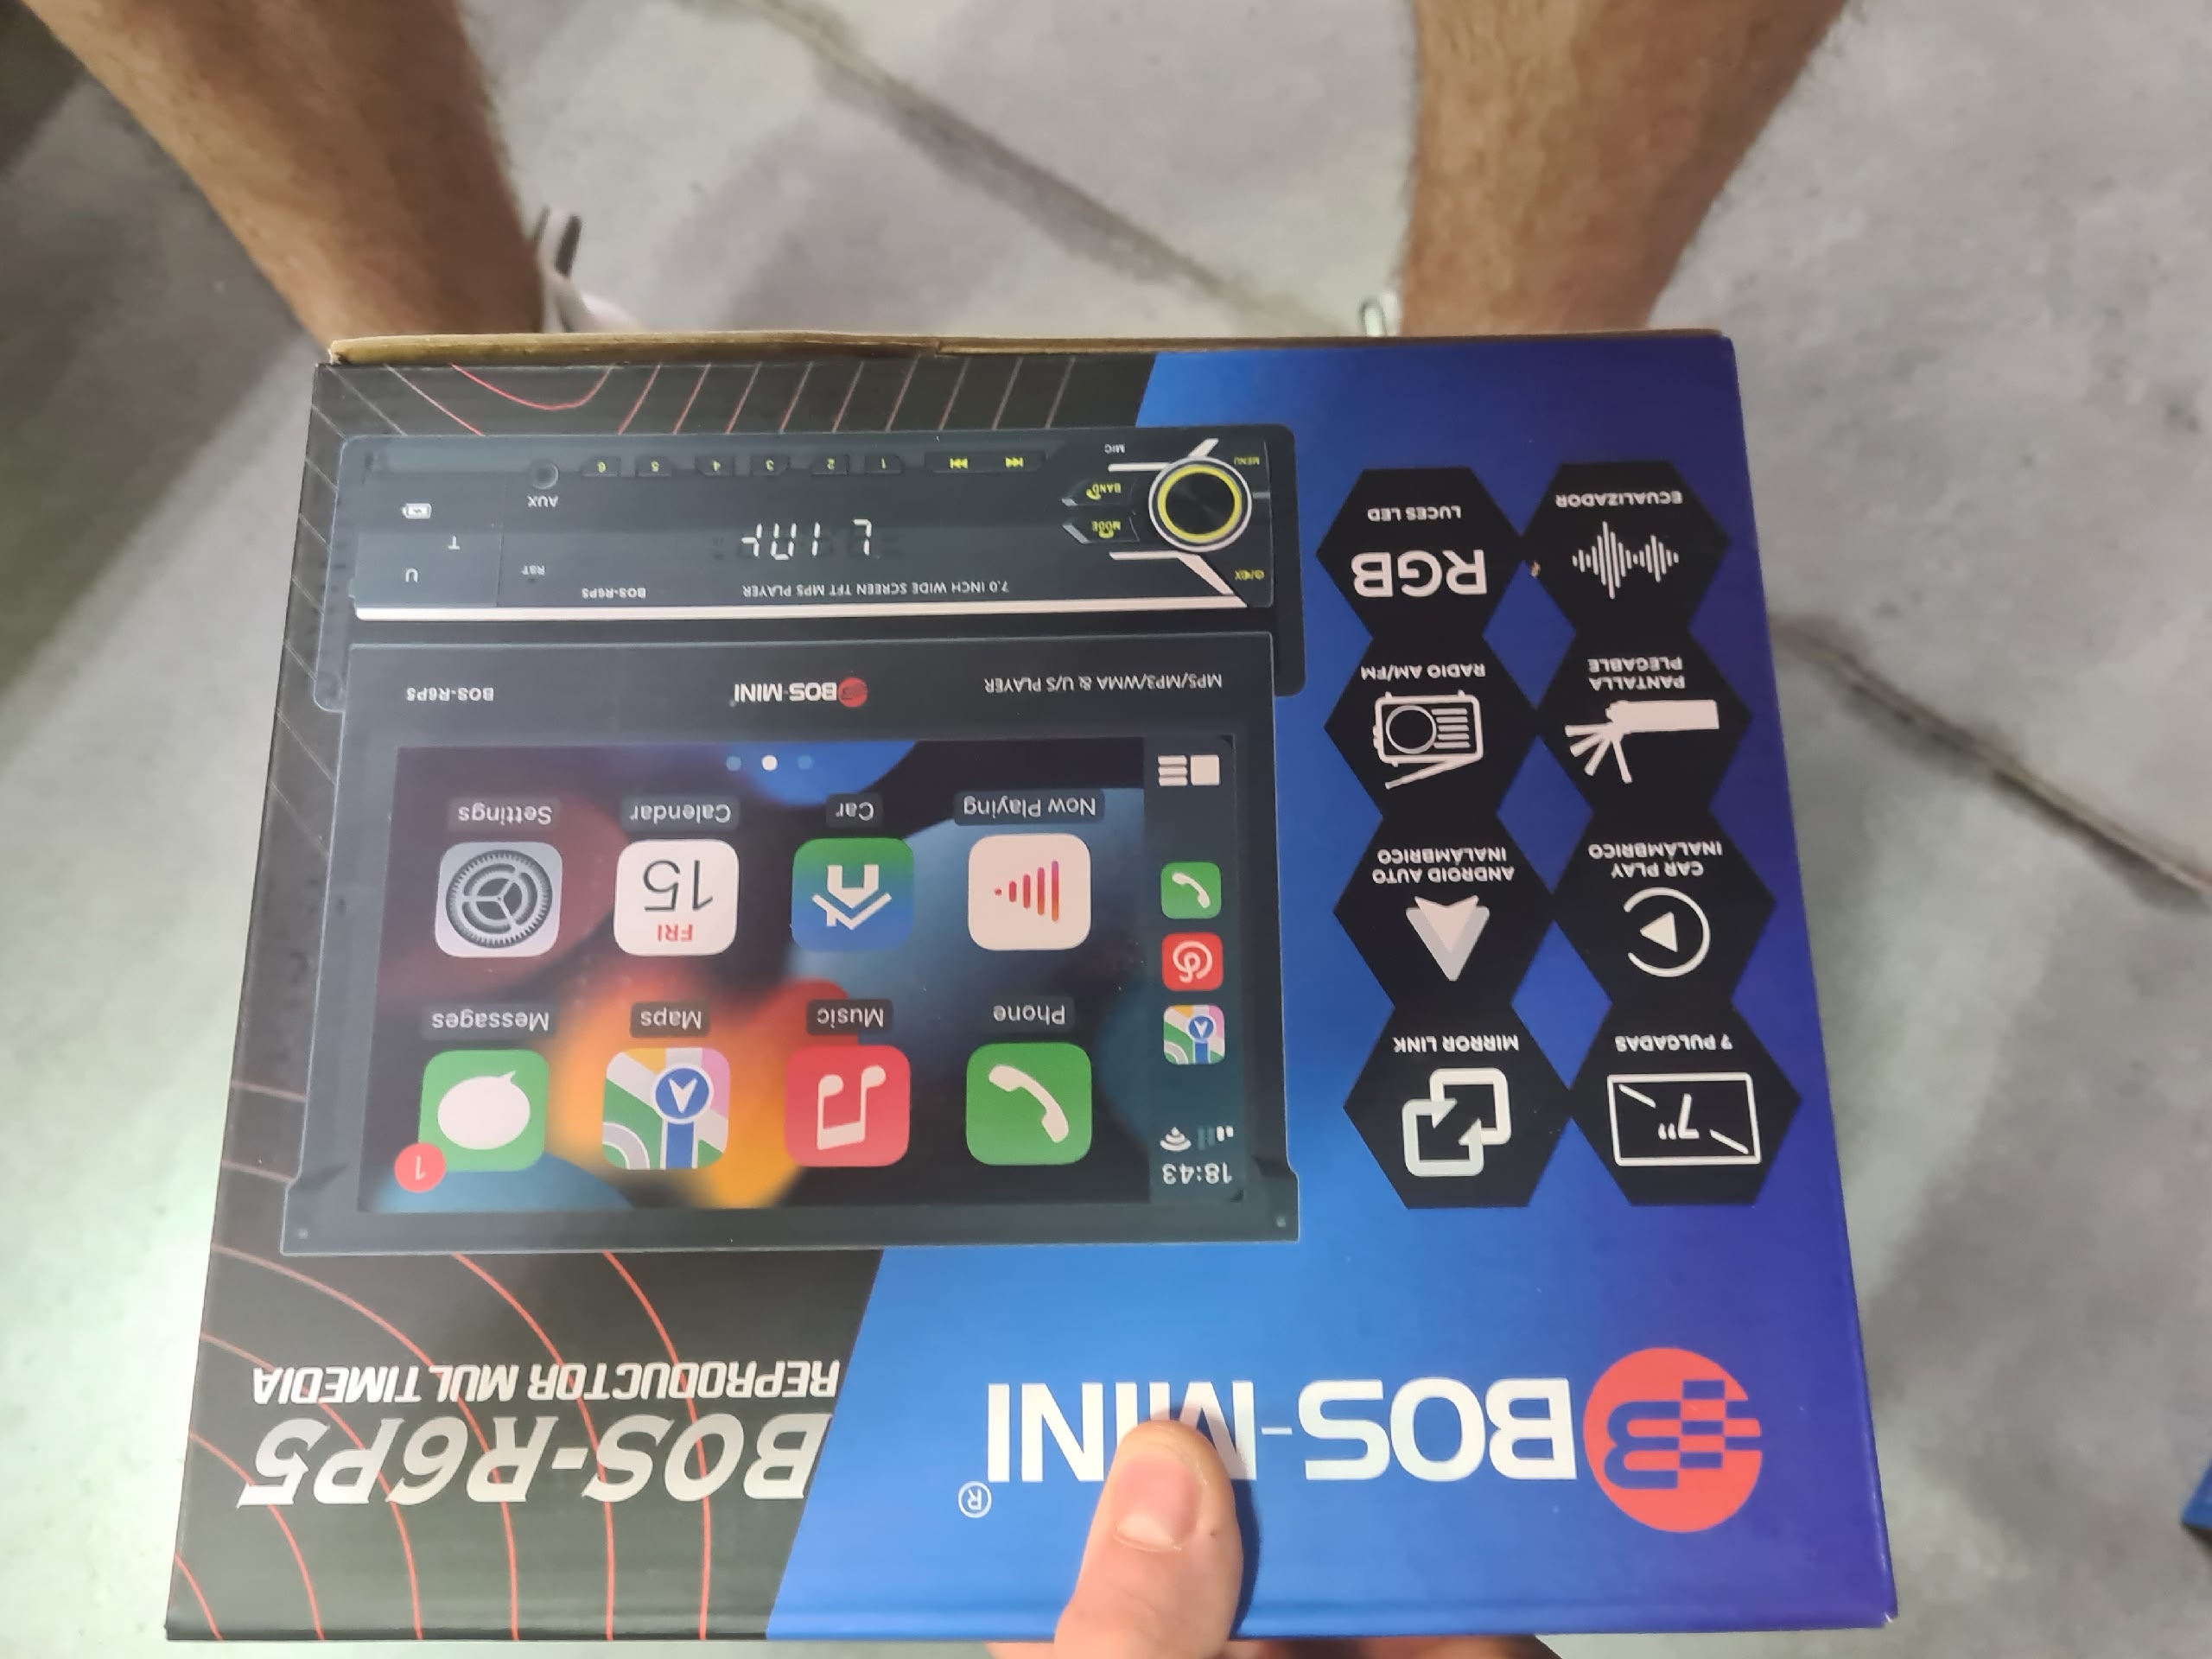 BOS-MINI®
BOS-R6P5
REPRODUCTOR MULTIMEDIA
7"
7 PULGADAS
MIRROR LINK
CAR PLAY
INALÁMBRICO
ANDROID AUTO
INALÁMBRICO
PANTALLA
PLEGABLE
RADIO AM/FM
ECUALIZADOR
RGB
LUCES LED
18:43
1
Phone
Music
Maps
Messages
FRI
15
Now Playing
Car
Calendar
Settings
MP5/MP3/WMA & U/S PLAYER
BOS-MINI
BOS-R6P5
7.0 INCH WIDE SCREEN TFT MP5 PLAYER
BOS-R6P5
RST
U
T
LINK
MODE
BAND
AUX
MENU
MIC
1 2 3 4 5 6